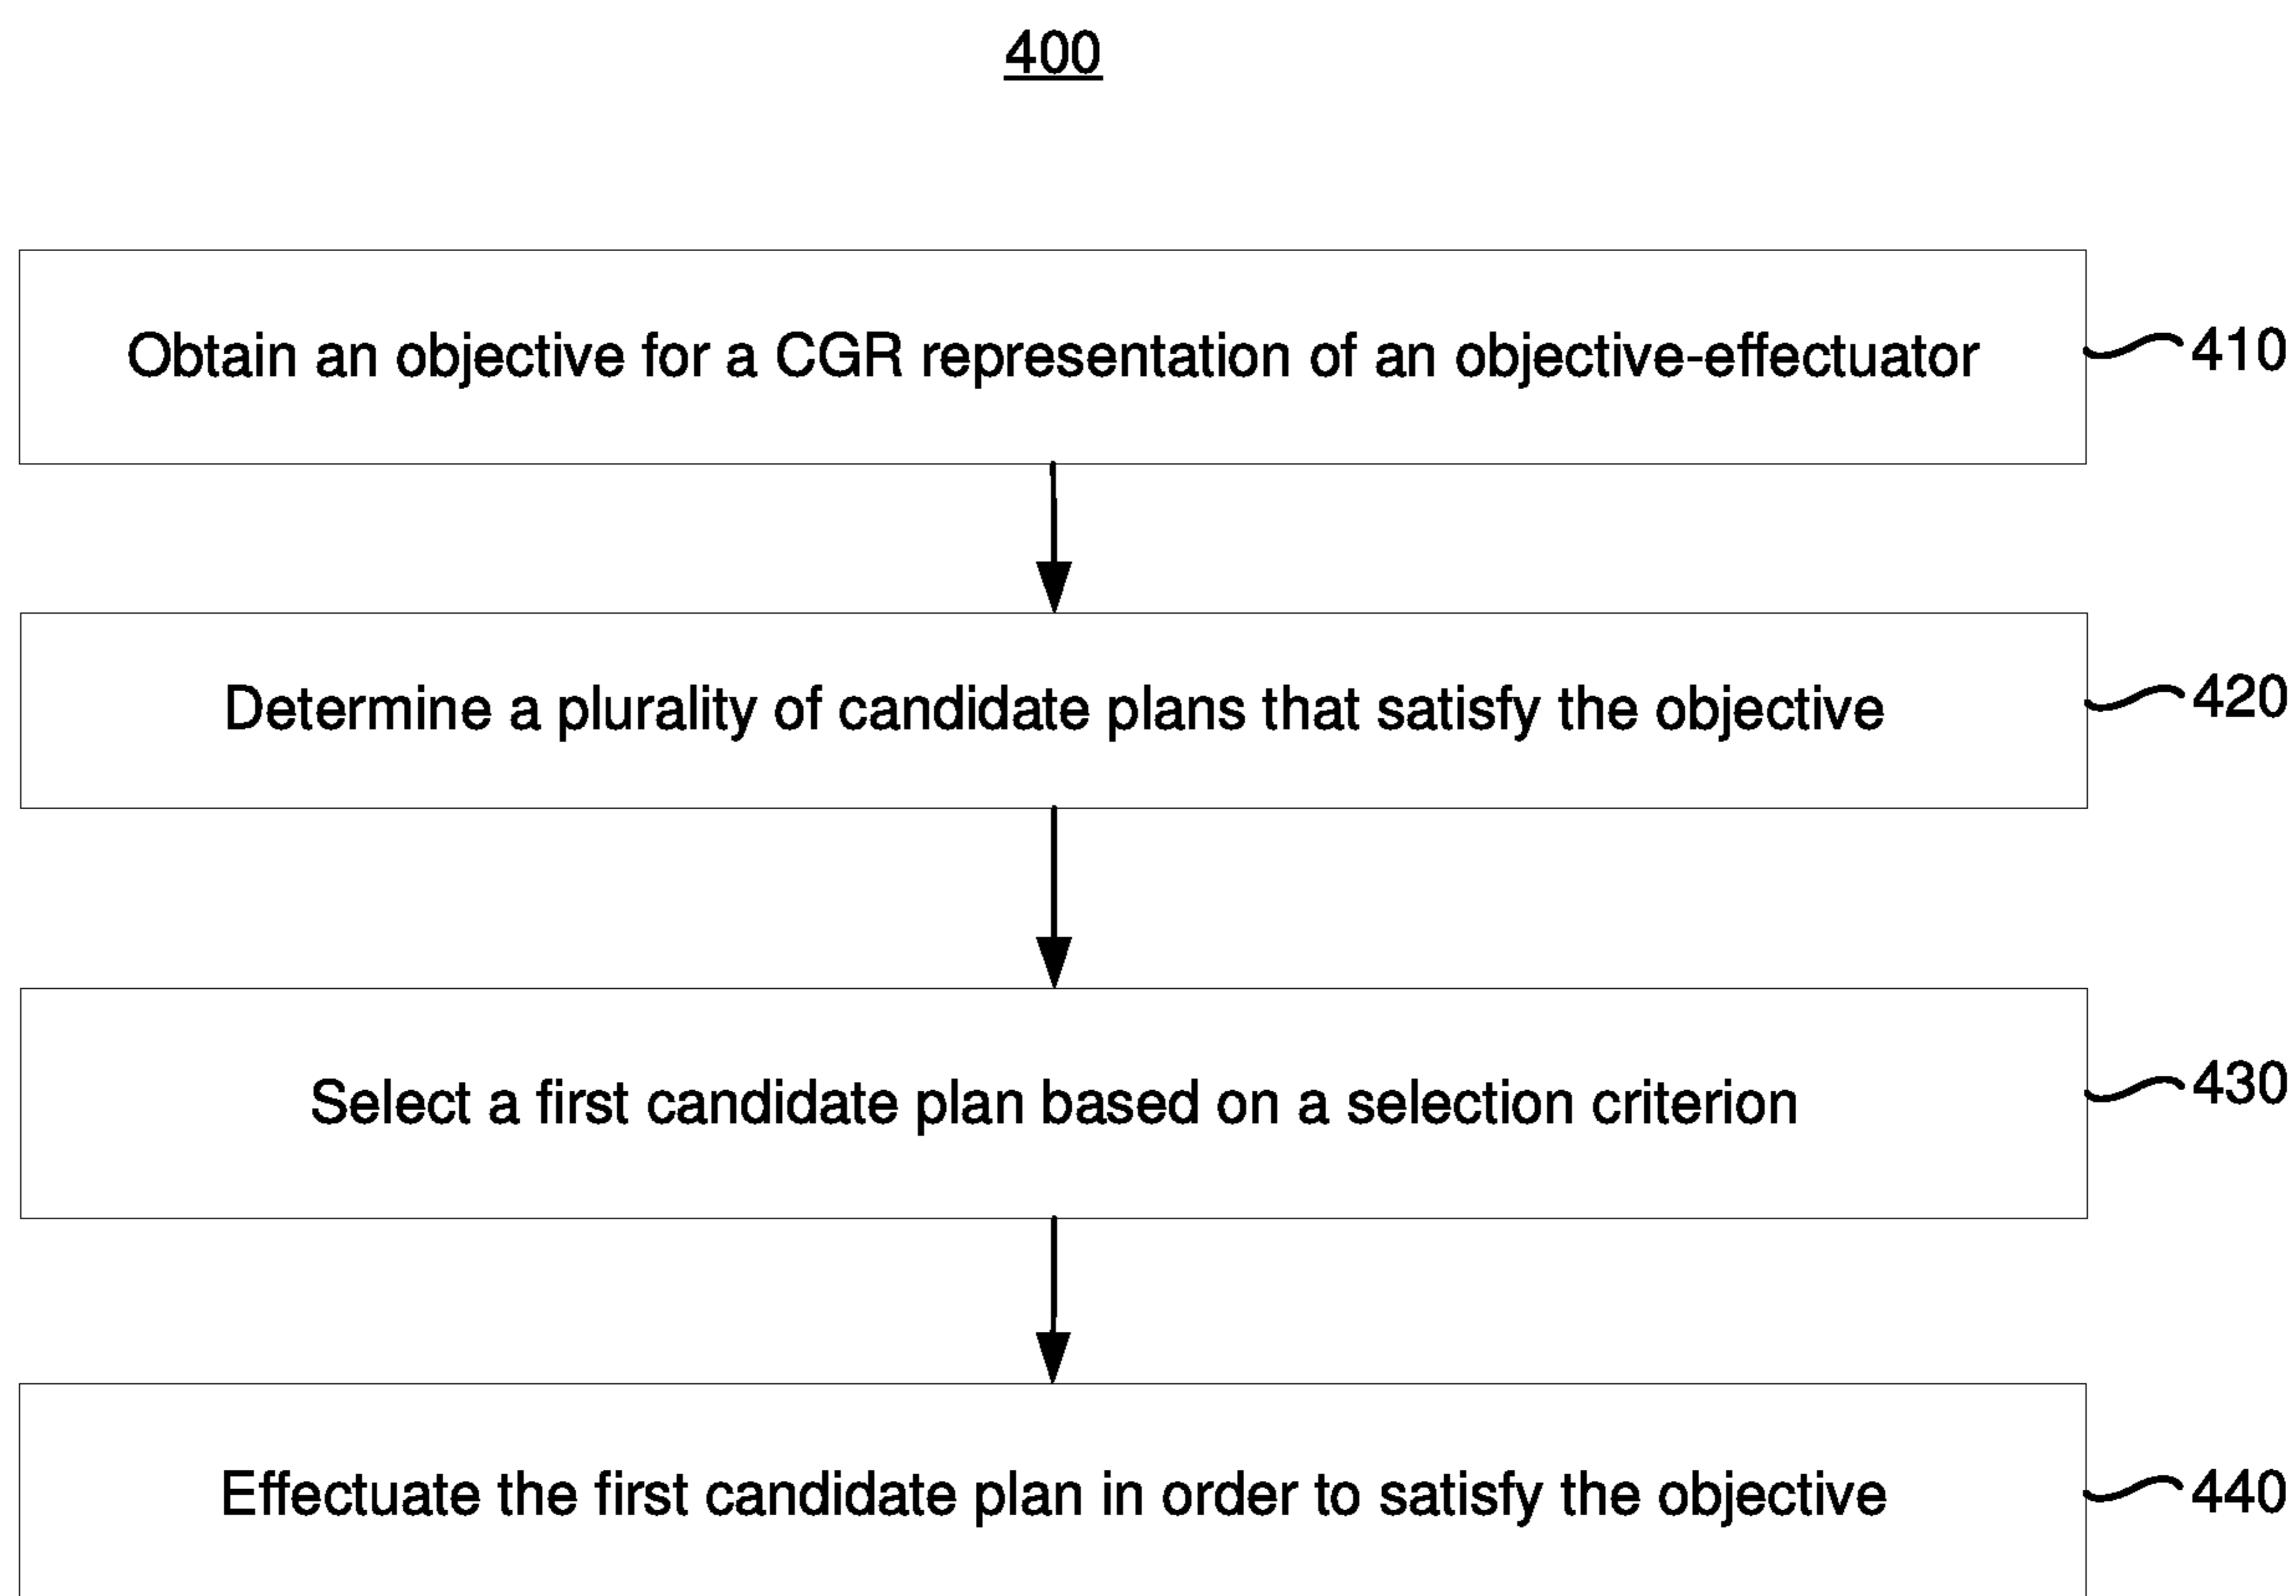 400
Obtain an objective for a CGR representation of an objective-effectuator
410
Determine a plurality of candidate plans that satisfy the objective
420
Select a first candidate plan based on a selection criterion
430
Effectuate the first candidate plan in order to satisfy the objective
440